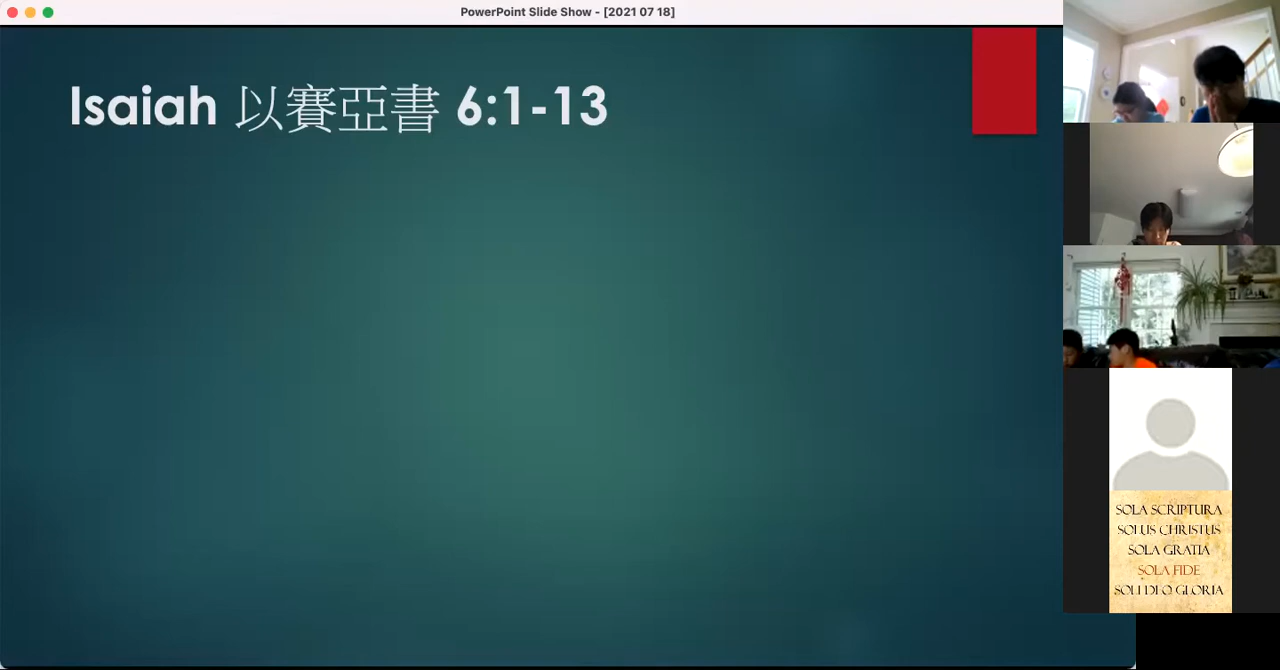 PowerPoint Slide Show - [2021 07 18]
Isaiah 以賽亞書 6:1-13
SOLA SCRIPTURA
SOLUS CHRISTUS
SOLA GRATIA
SOLA FIDE
SOLI DEO GLORIA